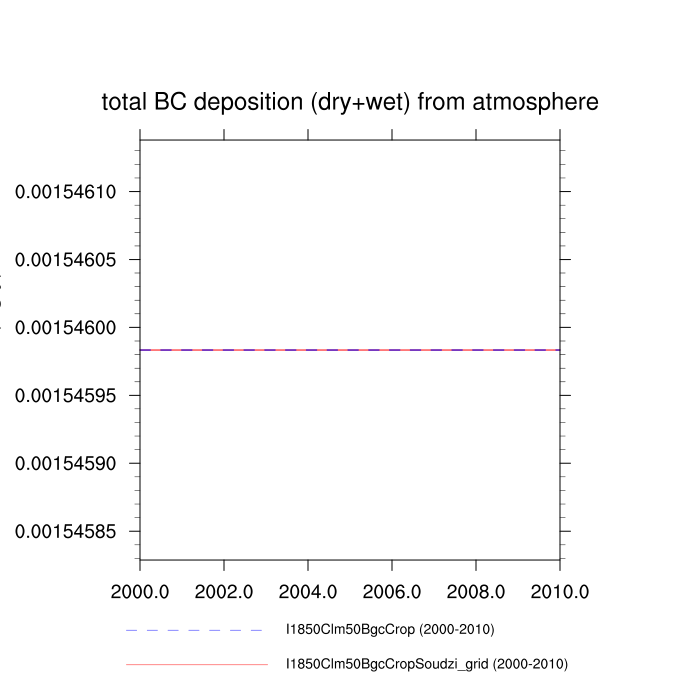 total BC deposition (dry+wet) from atmosphere
0.00154610
0.00154605
0.00154600
0.00154595
0.00154590
0.00154585
2000.0 2002.0 2004.0 2006.0 2008.0 2010.0
I1850Clm50BgcCrop (2000-2010)
I1850Clm50BgcCropSoudzi_grid (2000-2010)